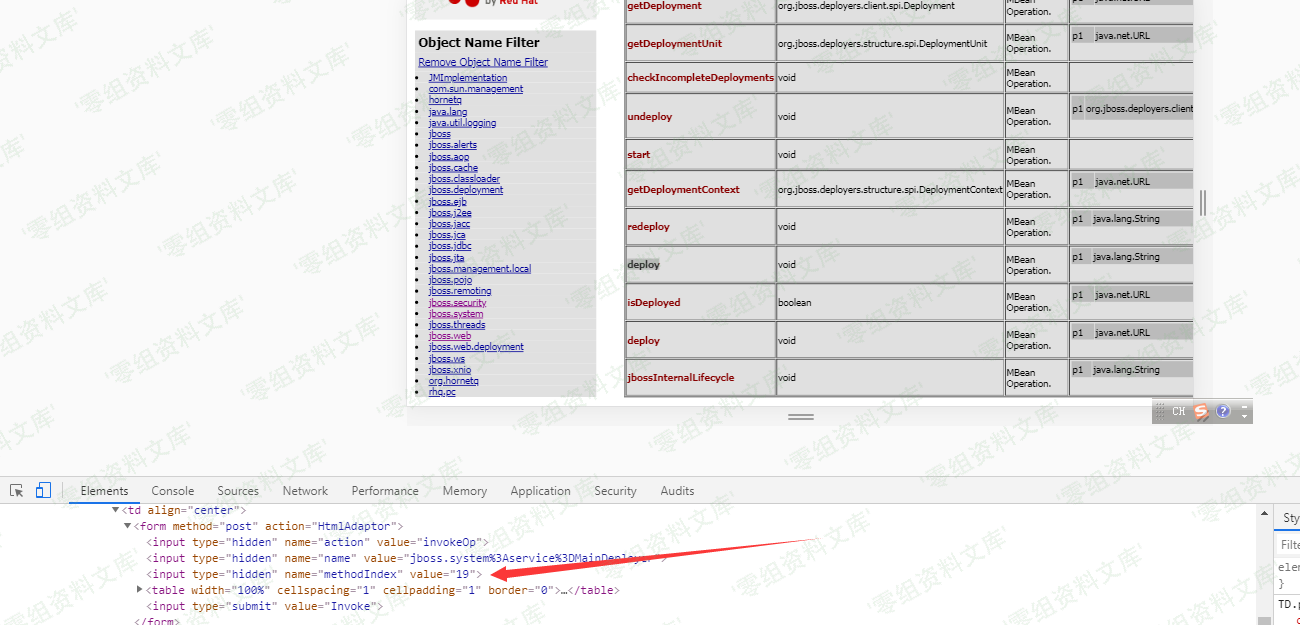 by Red Hat
Object Name Filter
Remove Object Name Filter
JMImplementation
com.sun.management
hornetq
java.lang
java.util.logging
jboss
jboss.alerts
jboss.aop
jboss.cache
jboss.classloader
jboss.deployment
jboss.ejb
jboss.j2ee
jboss.jacc
jboss.jca
jboss.jdbc
jboss.jta
jboss.management.local
jboss.pojo
jboss.remoting
jboss.security
jboss.system
jboss.threads
jboss.web
jboss.web.deployment
jboss.ws
jboss.xnio
org.hornetq
rhq.pc
getDeployment org.jboss.deployers.client.spi.Deployment MBean Operation. p1 java.net.URL
getDeploymentUnit org.jboss.deployers.structure.spi.DeploymentUnit MBean Operation. p1 java.net.URL
checkIncompleteDeployments void MBean Operation.
undeploy void MBean Operation. p1 org.jboss.deployers.client
start void MBean Operation.
getDeploymentContext org.jboss.deployers.structure.spi.DeploymentContext MBean Operation. p1 java.net.URL
redeploy void MBean Operation. p1 java.lang.String
deploy void MBean Operation. p1 java.lang.String
isDeployed boolean MBean Operation. p1 java.net.URL
deploy void MBean Operation. p1 java.net.URL
jbossInternalLifecycle void MBean Operation. p1 java.lang.String
CH
Elements Console Sources Network Performance Memory Application Security Audits
<td align="center">
<form method="post" action="HtmlAdaptor">
<input type="hidden" name="action" value="invokeOp">
<input type="hidden" name="name" value="jboss.system%3Aservice%3DMainDeployer">
<input type="hidden" name="methodIndex" value="19">
<table width="100%" cellspacing="1" cellpadding="1" border="0">…</table>
<input type="submit" value="Invoke">
</form>
Sty
Filte
elem
}
TD.p
零组资料文库